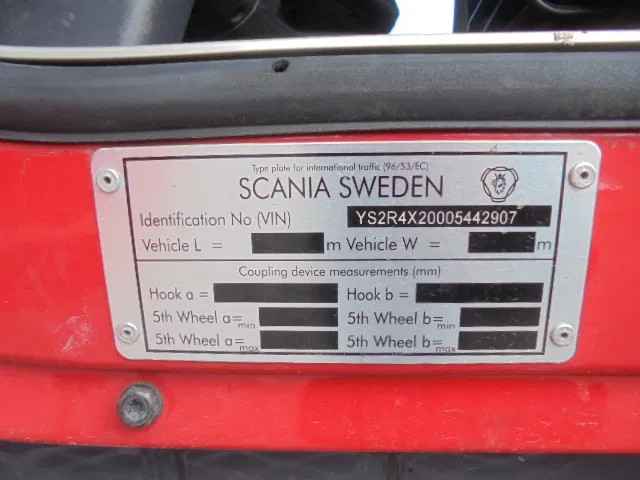 Type plate for international traffic (96/53/EC)
SCANIA SWEDEN
Identification No (VIN) YS2R4X20005442907
Vehicle L = m Vehicle W = m
Coupling device measurements (mm)
Hook a = Hook b =
5th Wheel a=min 5th Wheel b=min
5th Wheel a=max 5th Wheel b=max